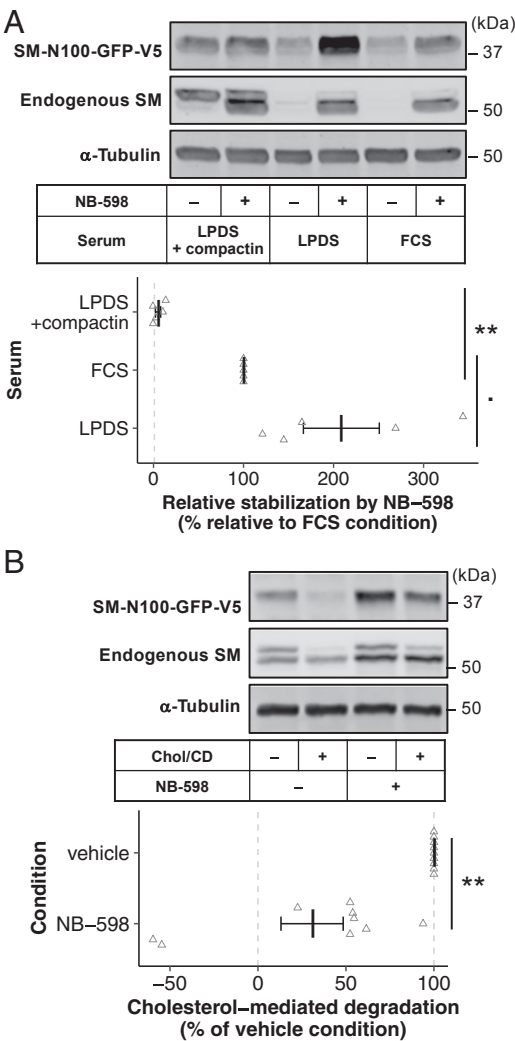 A
(kDa)
SM-N100-GFP-V5
37
Endogenous SM
50
α-Tubulin
50
NB-598 – + – + – +
Serum LPDS + compactin LPDS FCS
Serum
LPDS
+compactin
FCS
LPDS
**
.
0 100 200 300
Relative stabilization by NB–598
(% relative to FCS condition)
B
(kDa)
SM-N100-GFP-V5
37
Endogenous SM
50
α-Tubulin
50
Chol/CD – + – +
NB-598 – +
Condition
vehicle
NB–598
**
−50 0 50 100
Cholesterol–mediated degradation
(% of vehicle condition)